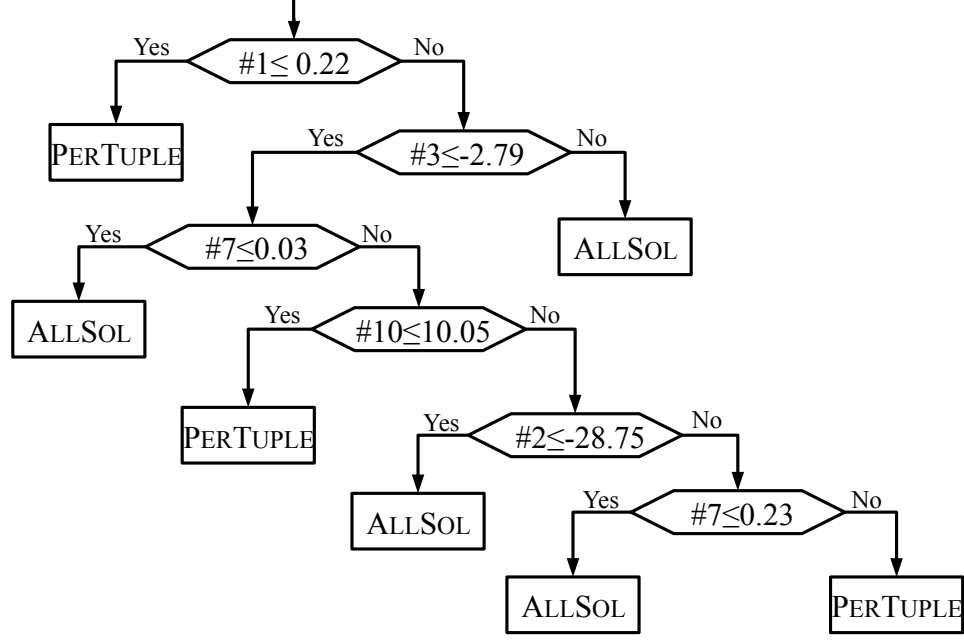 Yes
#1≤ 0.22
No
PERTUPLE
Yes
#3≤-2.79
No
Yes
#7≤0.03
No
ALLSOL
ALLSOL
Yes
#10≤10.05
No
PERTUPLE
Yes
#2≤-28.75
No
ALLSOL
Yes
#7≤0.23
No
ALLSOL
PERTUPLE